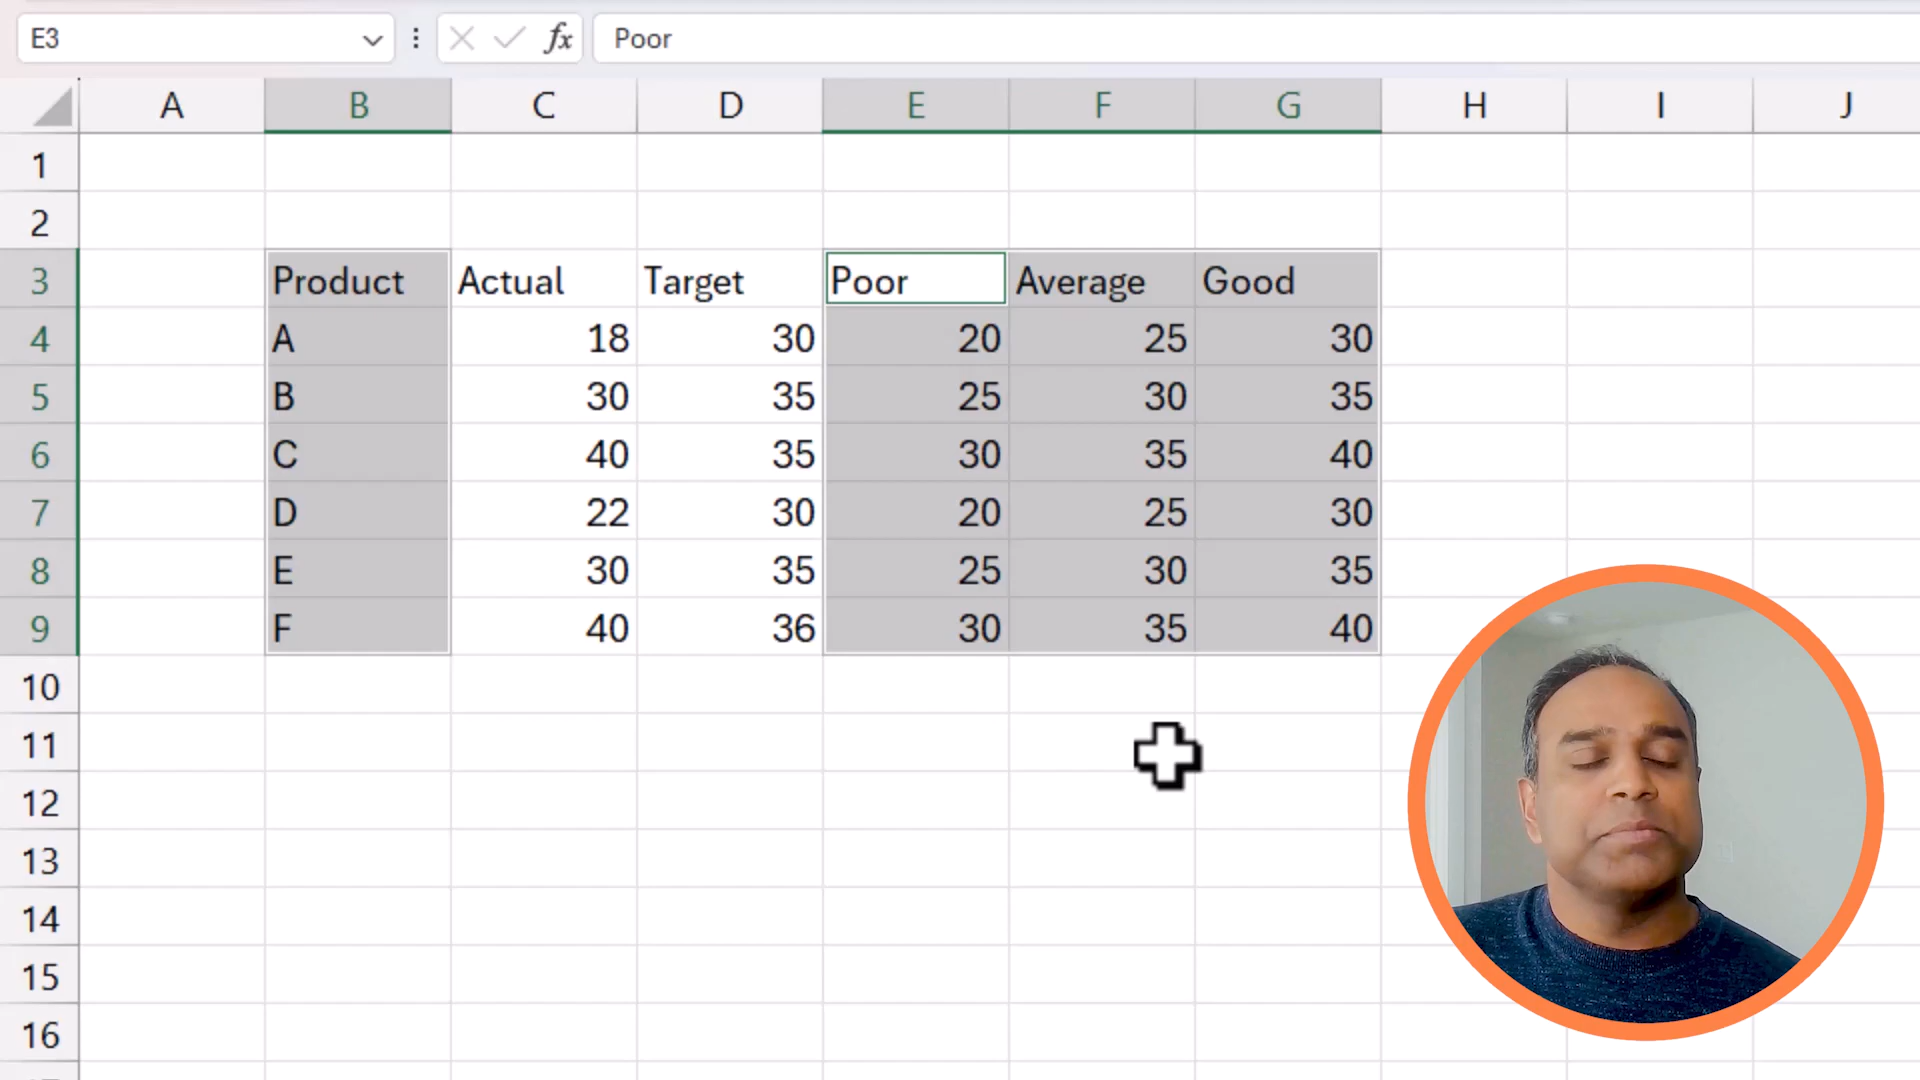 E3 fx Poor
A B C D E F G H I J
1
2
3 Product Actual Target Poor Average Good
4 A 18 30 20 25 30
5 B 30 35 25 30 35
6 C 40 35 30 35 40
7 D 22 30 20 25 30
8 E 30 35 25 30 35
9 F 40 36 30 35 40
10
11
12
13
14
15
16